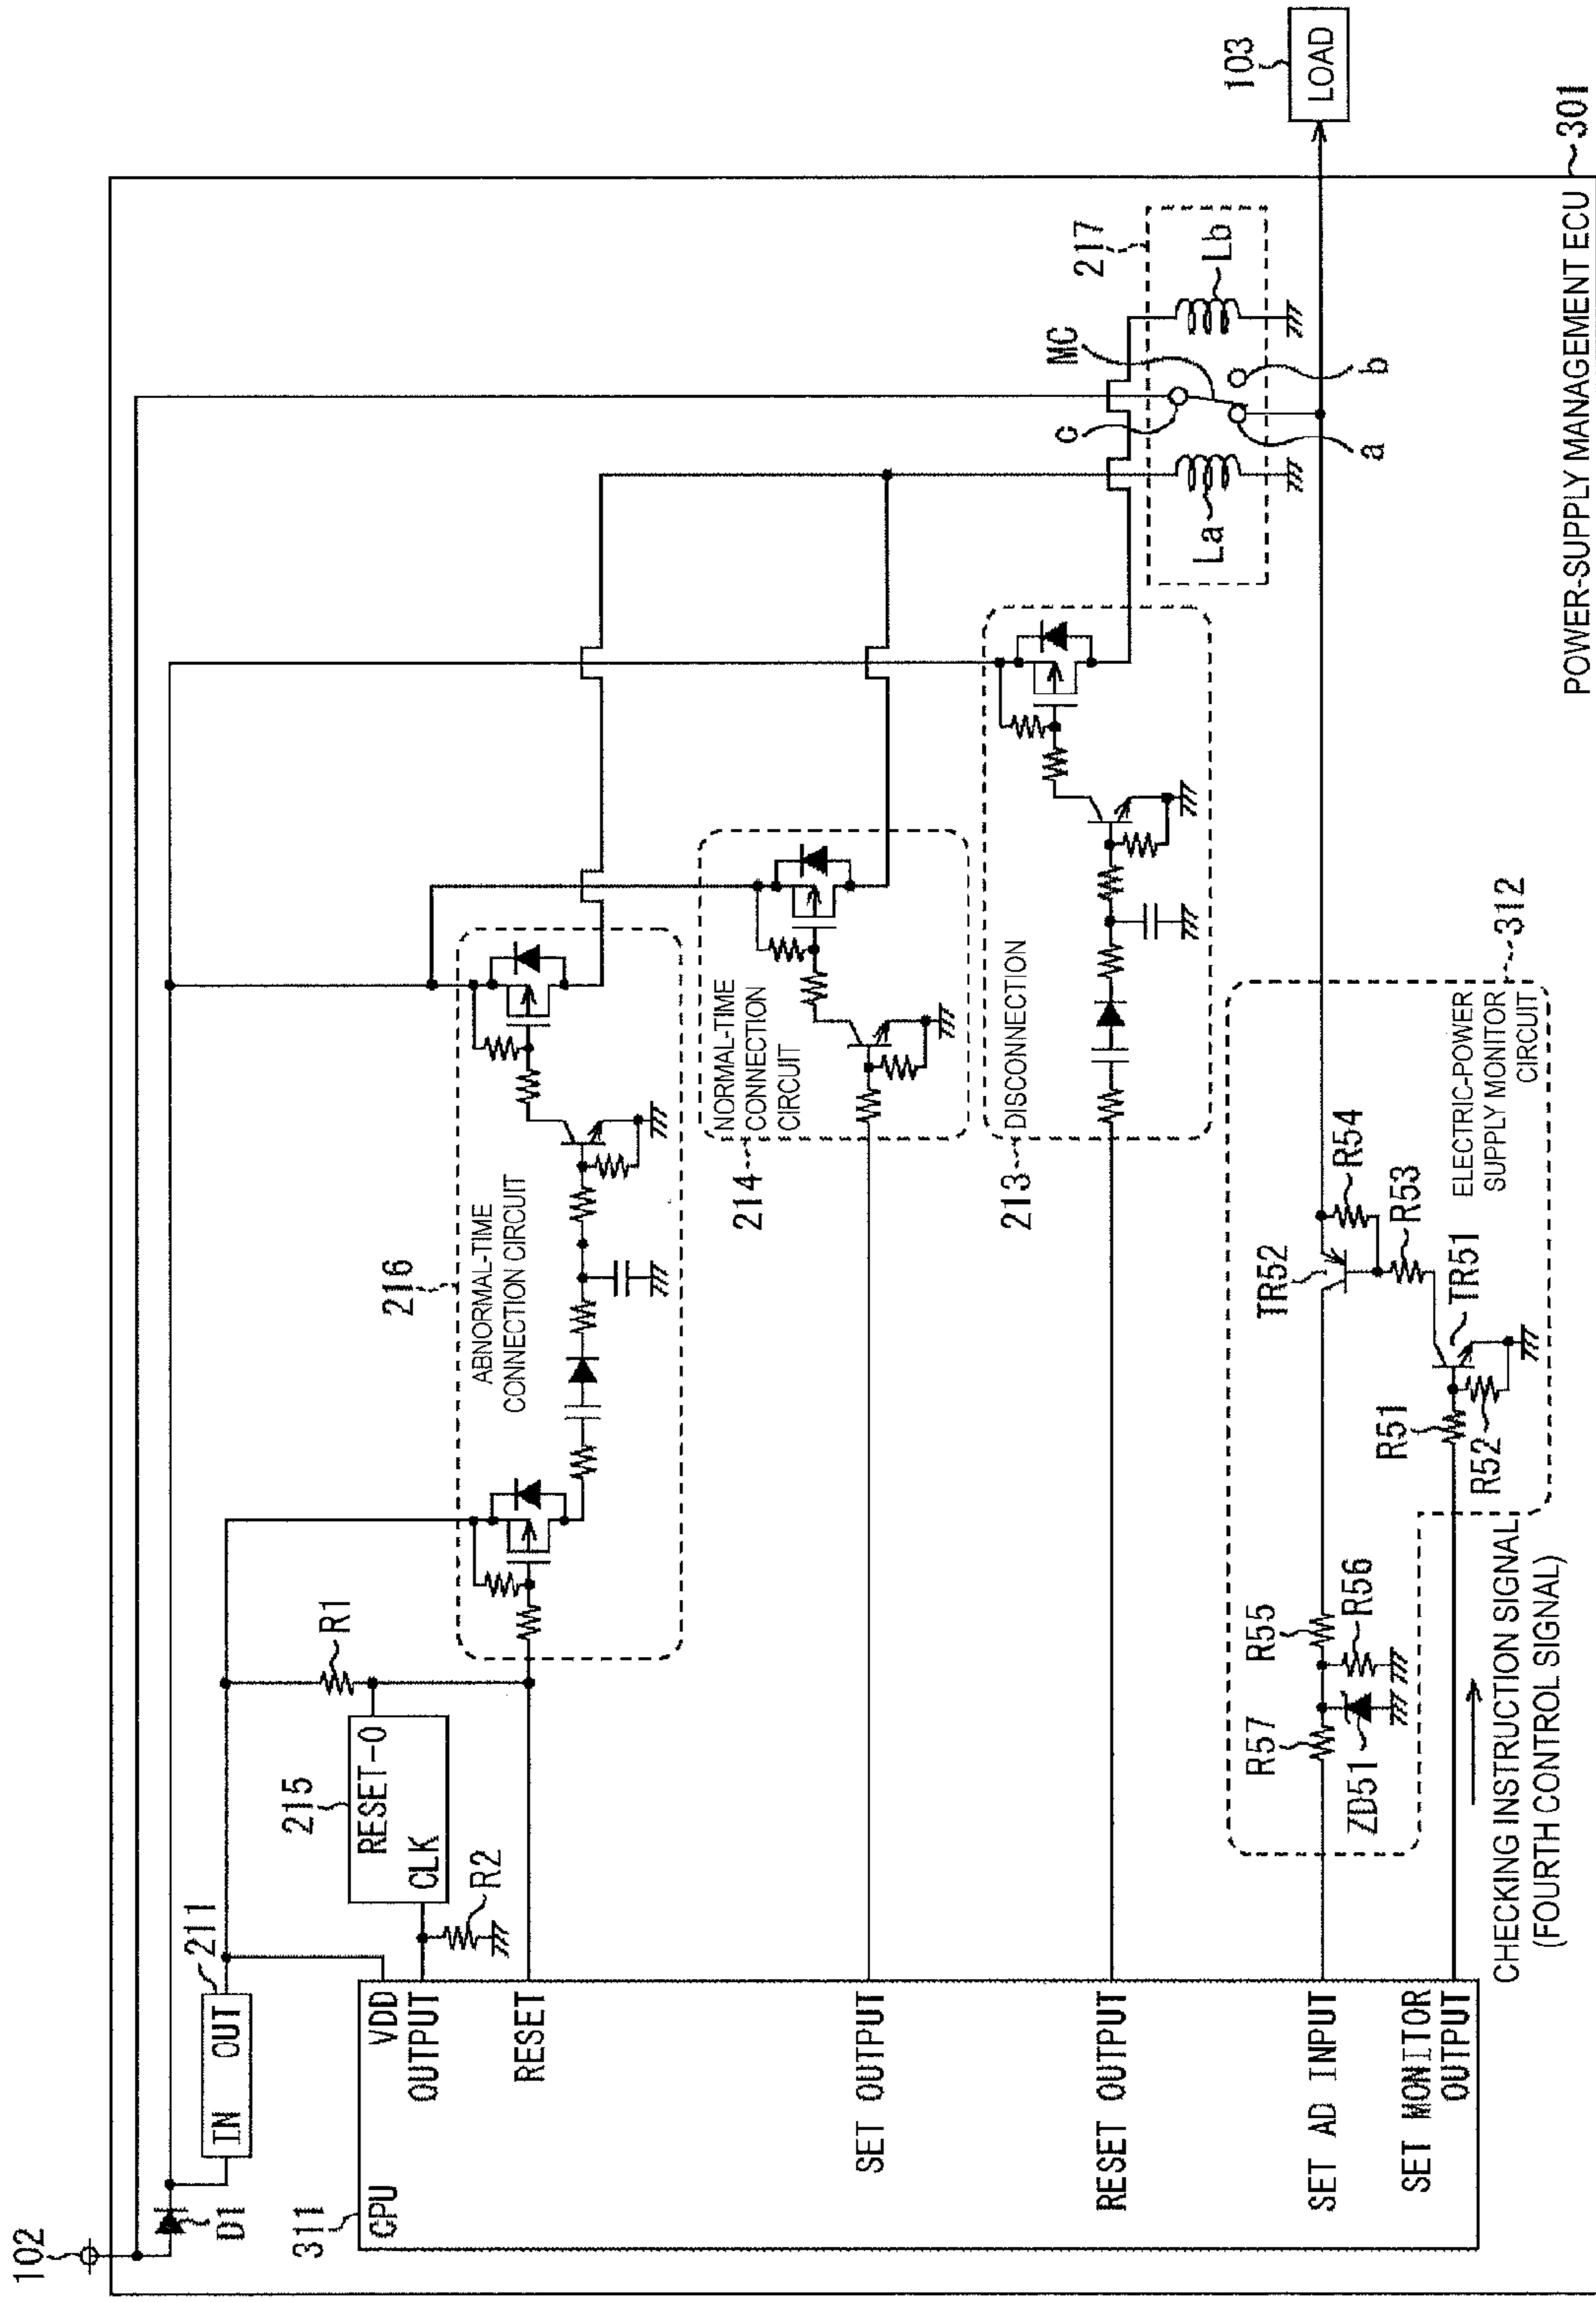 102
D1
IN OUT
211
311
CPU
VDD
OUTPUT
RESET
SET OUTPUT
RESET OUTPUT
SET AD INPUT
SET MONITOR
OUTPUT
215
RESET-O
CLK
R1
R2
216
ABNORMAL-TIME
CONNECTION CIRCUIT
214
NORMAL-TIME
CONNECTION
CIRCUIT
213
DISCONNECTION
217
La
Lb
MC
c
a
b
103
LOAD
R57
R55
R56
ZD51
TR52
R54
R53
TR51
R51
R52
ELECTRIC-POWER
SUPPLY MONITOR
CIRCUIT
312
CHECKING INSTRUCTION SIGNAL
(FOURTH CONTROL SIGNAL)
POWER-SUPPLY MANAGEMENT ECU
301